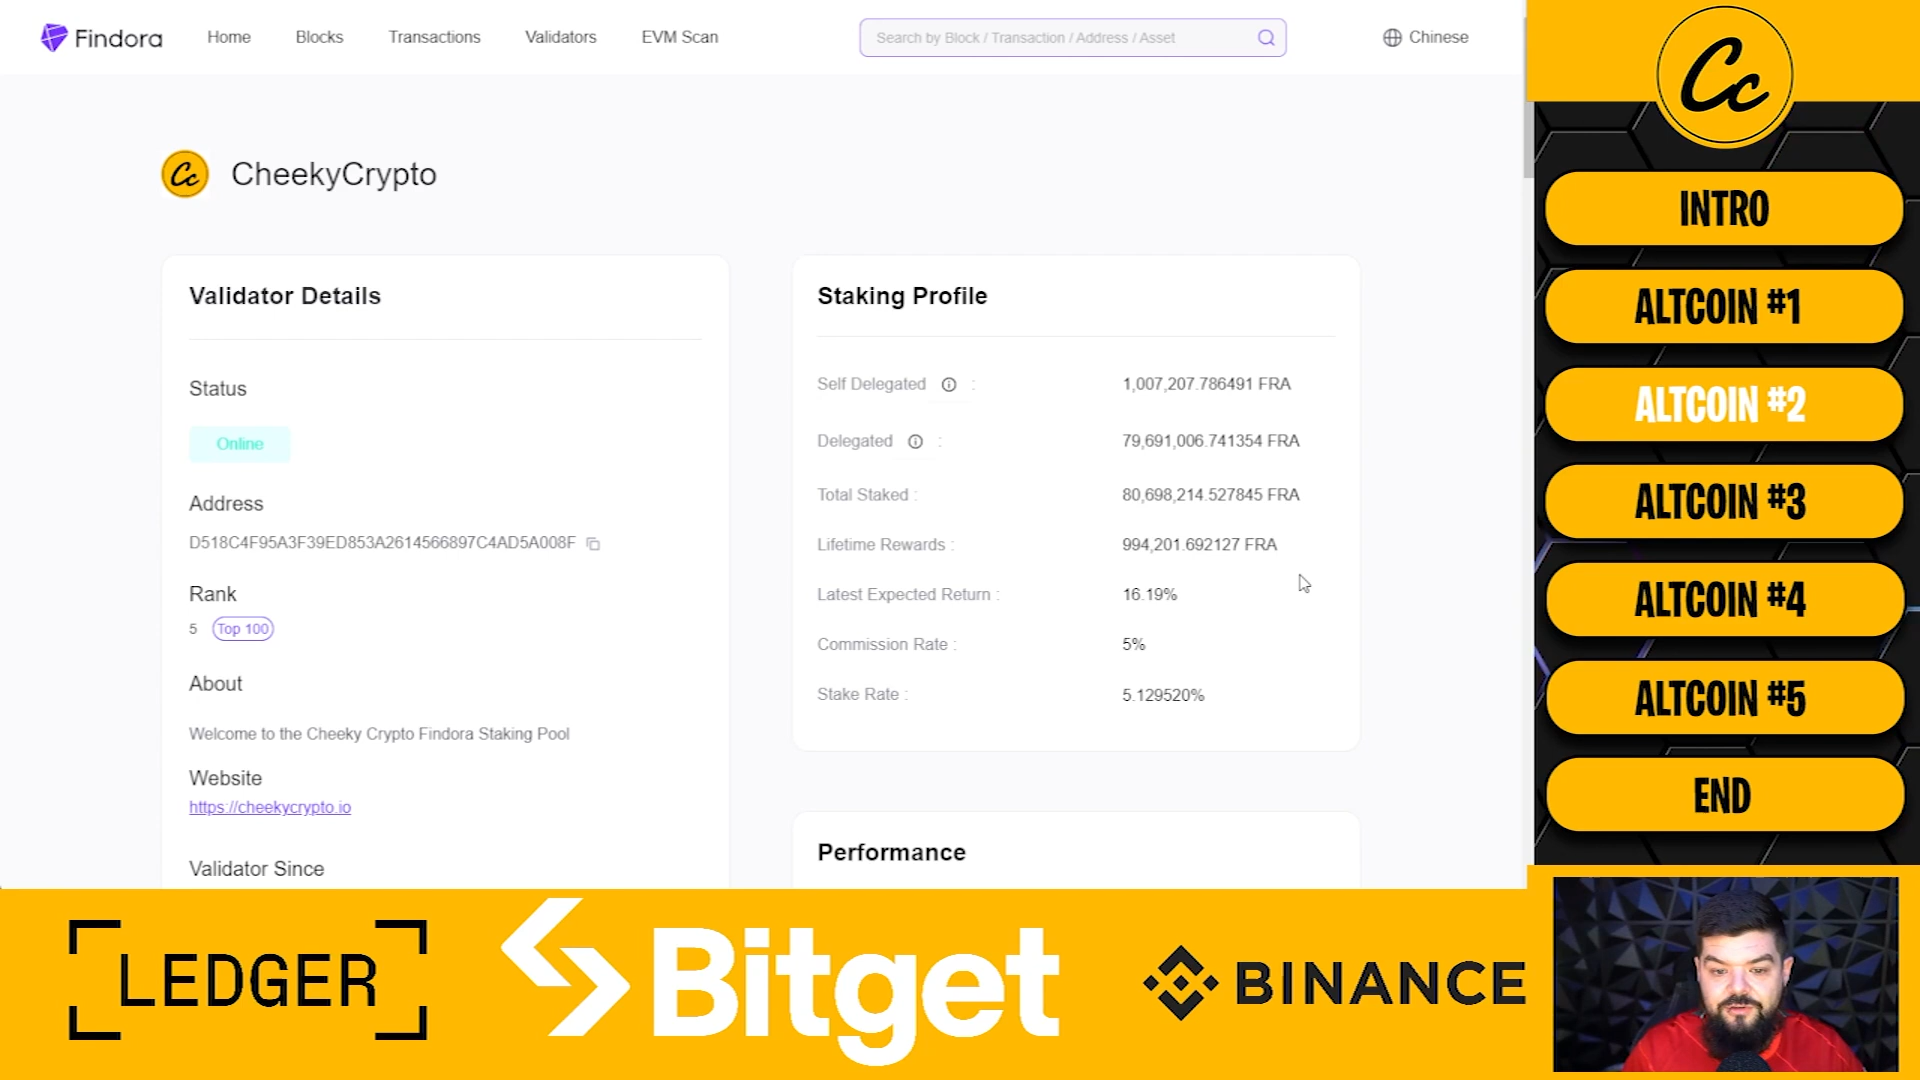 Findora
Home
Blocks
Transactions
Validators
EVM Scan
Search by Block / Transaction / Address / Asset
Chinese
Cc
Cc
CheekyCrypto
Validator Details
Status
Online
Address
D518C4F95A3F39ED853A2614566897C4AD5A008F
Rank
5 Top 100
About
Welcome to the Cheeky Crypto Findora Staking Pool
Website
https://cheekycrypto.io
Validator Since
Staking Profile
Self Delegated : 1,007,207.786491 FRA
Delegated : 79,691,006.741354 FRA
Total Staked : 80,698,214.527845 FRA
Lifetime Rewards : 994,201.692127 FRA
Latest Expected Return : 16.19%
Commission Rate : 5%
Stake Rate : 5.129520%
Performance
INTRO
ALTCOIN #1
ALTCOIN #2
ALTCOIN #3
ALTCOIN #4
ALTCOIN #5
END
LEDGER
Bitget
BINANCE